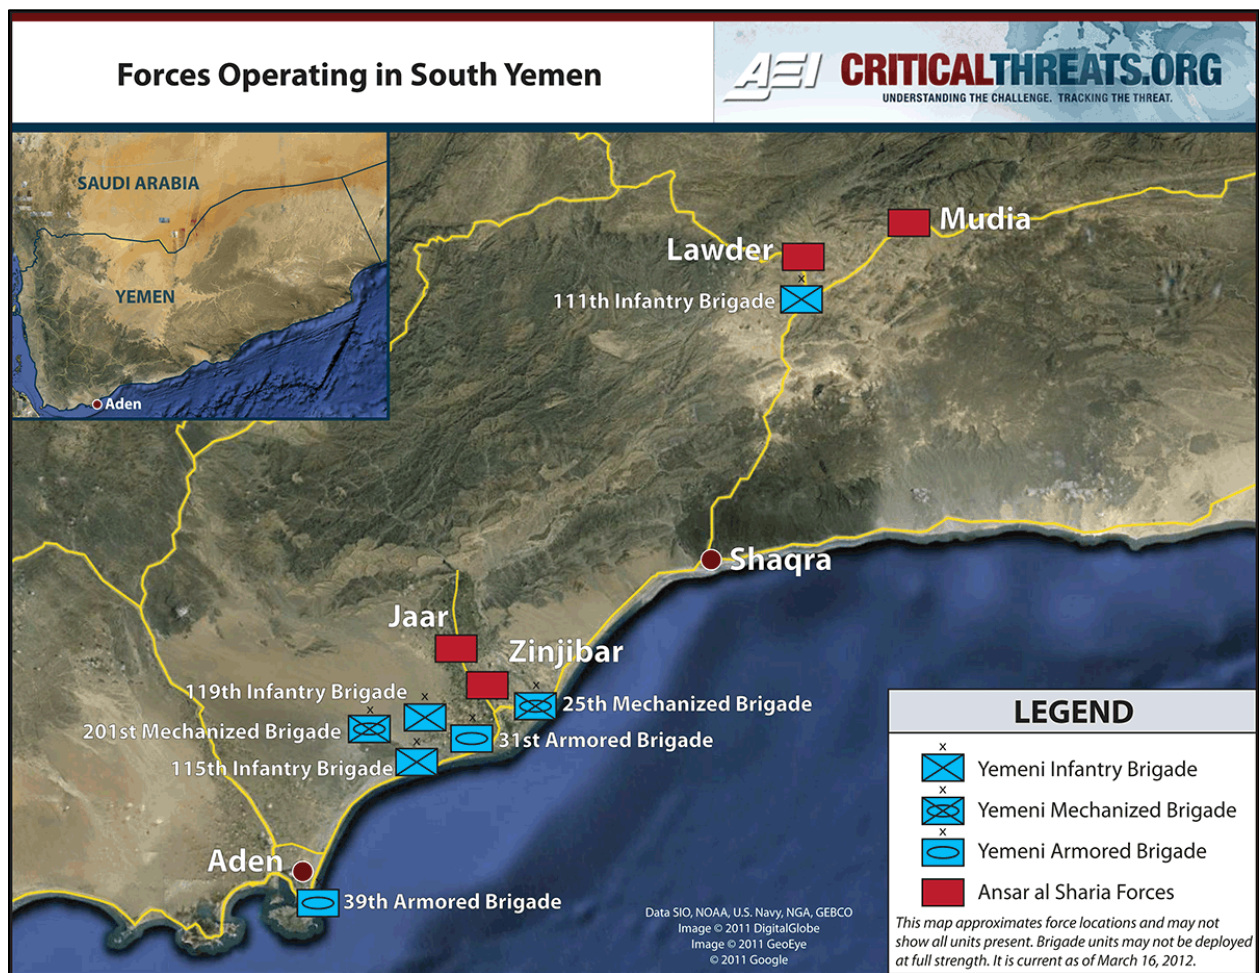 Forces Operating in South Yemen
AEI CRITICALTHREATS.ORG
UNDERSTANDING THE CHALLENGE. TRACKING THE THREAT.
SAUDI ARABIA
YEMEN
Aden
Mudia
Lawder
x
111th Infantry Brigade
Shaqra
Jaar
Zinjibar
119th Infantry Brigade
x
x
25th Mechanized Brigade
201st Mechanized Brigade
x
x
31st Armored Brigade
115th Infantry Brigade
x
Aden
39th Armored Brigade
LEGEND
x
Yemeni Infantry Brigade
x
Yemeni Mechanized Brigade
x
Yemeni Armored Brigade
Ansar al Sharia Forces
This map approximates force locations and may not
show all units present. Brigade units may not be deployed
at full strength. It is current as of March 16, 2012.
Data SIO, NOAA, U.S. Navy, NGA, GEBCO
Image © 2011 DigitalGlobe
Image © 2011 GeoEye
© 2011 Google